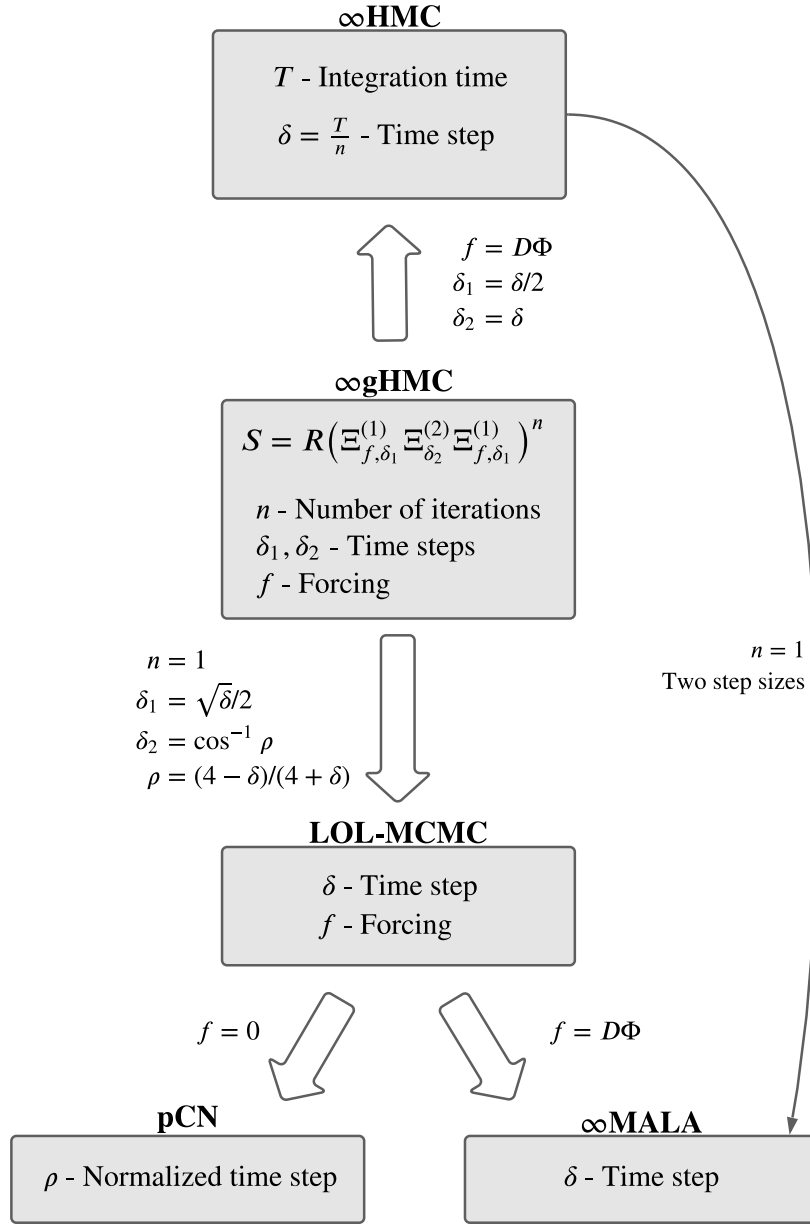 ∞HMC
T - Integration time
δ = T/n - Time step
f = DΦ
δ₁ = δ/2
δ₂ = δ
∞gHMC
S = R(Ξ^{(1)}_{f,δ₁} Ξ^{(2)}_{δ₂} Ξ^{(1)}_{f,δ₁})^n
n - Number of iterations
δ₁, δ₂ - Time steps
f - Forcing
n = 1
δ₁ = √δ/2
δ₂ = cos⁻¹ ρ
ρ = (4 − δ)/(4 + δ)
n = 1
Two step sizes
LOL-MCMC
δ - Time step
f - Forcing
f = 0
f = DΦ
pCN
ρ - Normalized time step
∞MALA
δ - Time step